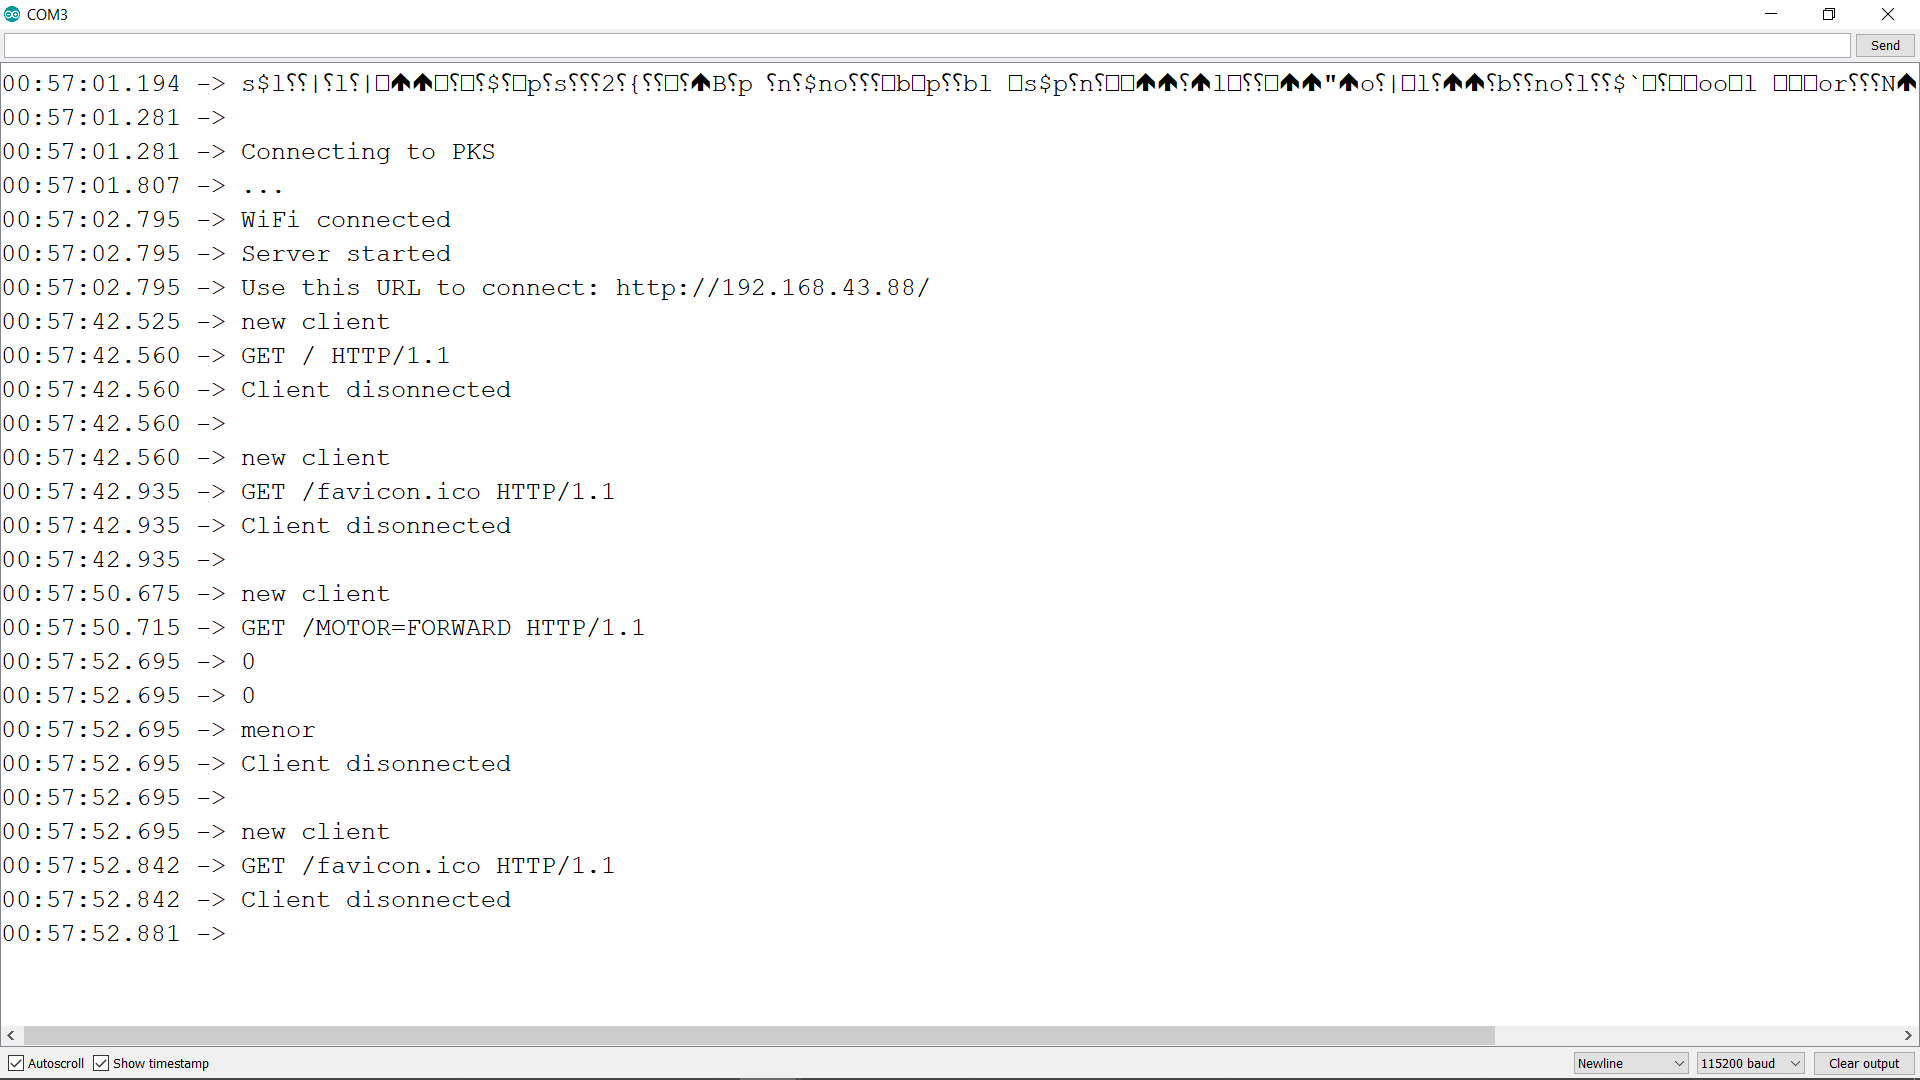 COM3
Send
00:57:01.194 ->
00:57:01.281 ->
00:57:01.281 -> Connecting to PKS
00:57:01.807 -> ...
00:57:02.795 -> WiFi connected
00:57:02.795 -> Server started
00:57:02.795 -> Use this URL to connect: http://192.168.43.88/
00:57:42.525 -> new client
00:57:42.560 -> GET / HTTP/1.1
00:57:42.560 -> Client disonnected
00:57:42.560 ->
00:57:42.560 -> new client
00:57:42.935 -> GET /favicon.ico HTTP/1.1
00:57:42.935 -> Client disonnected
00:57:42.935 ->
00:57:50.675 -> new client
00:57:50.715 -> GET /MOTOR=FORWARD HTTP/1.1
00:57:52.695 -> 0
00:57:52.695 -> 0
00:57:52.695 -> menor
00:57:52.695 -> Client disonnected
00:57:52.695 ->
00:57:52.695 -> new client
00:57:52.842 -> GET /favicon.ico HTTP/1.1
00:57:52.842 -> Client disonnected
00:57:52.881 ->
Autoscroll Show timestamp Newline 115200 baud Clear output